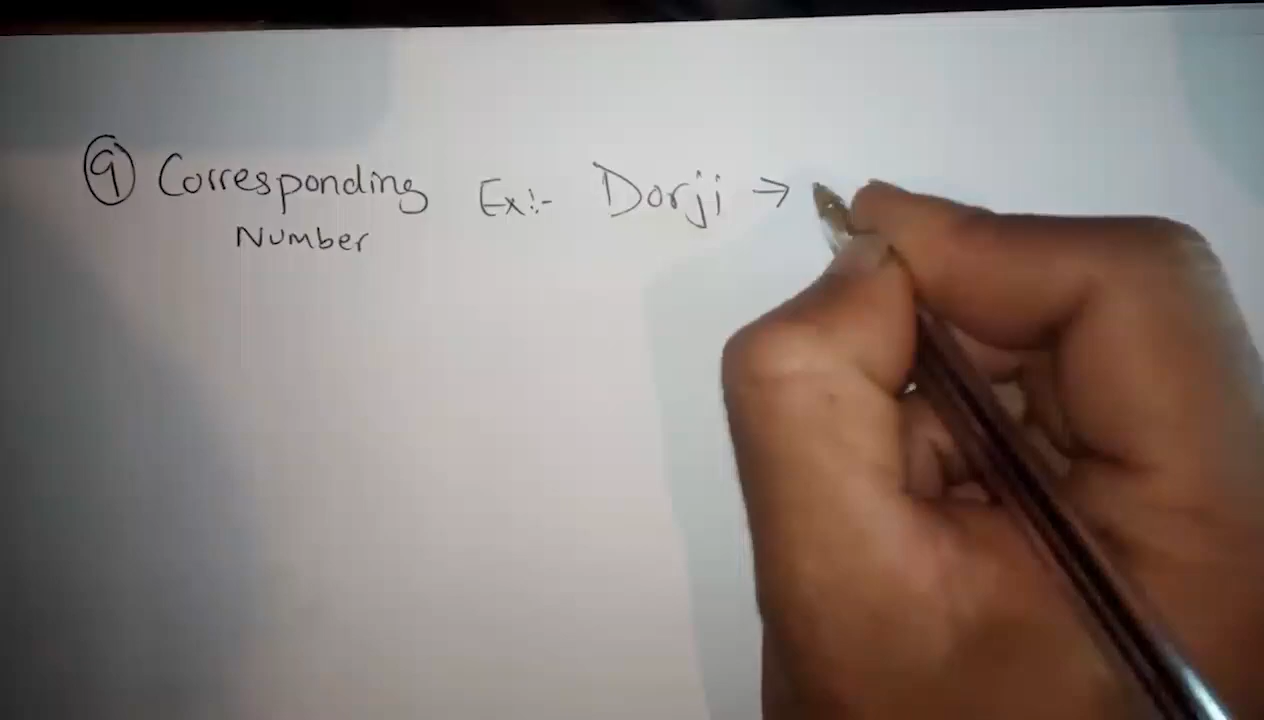 ⑨ Corresponding Ex:- Dorji →
Number